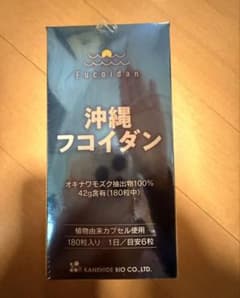 Fucoidan
沖縄
フコイダン
オキナワモズク抽出物100%
42g含有(180粒中)
植物由来カプセル使用
180粒入り 1日/目安6粒
KANEHIDE BIO CO.,LTD.